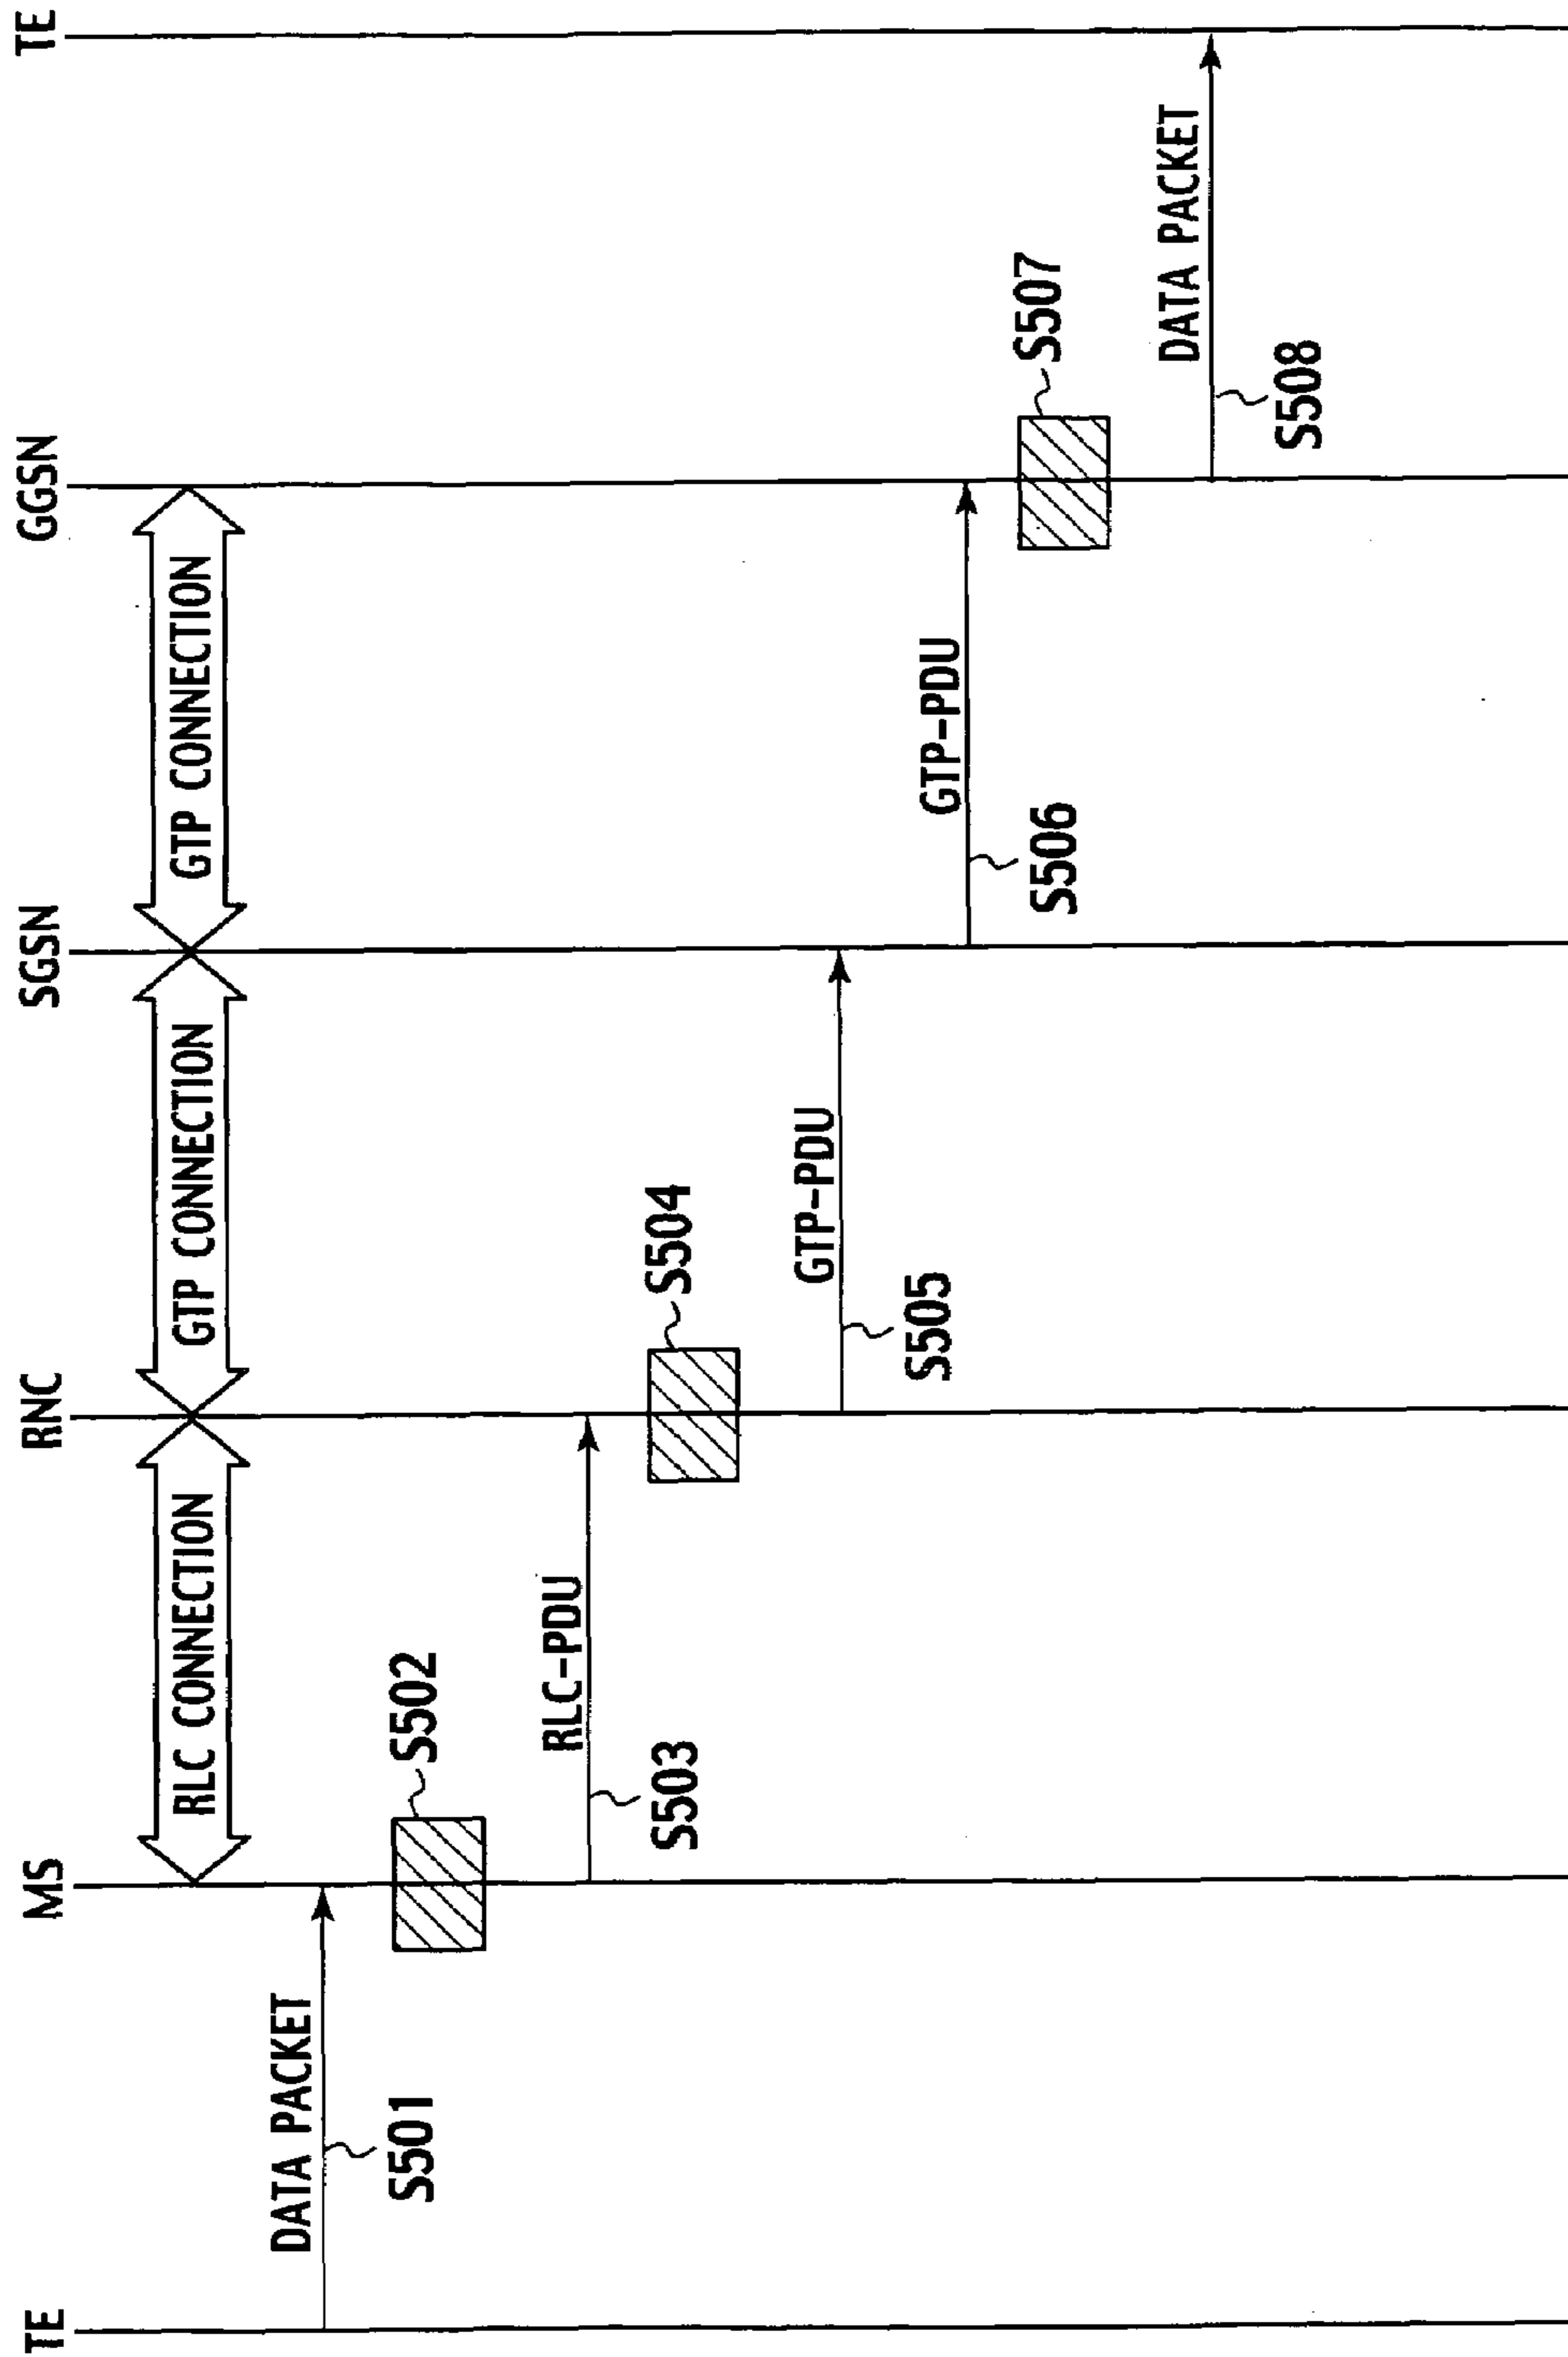 TE
MS
RNC
SGSN
GGSN
TE
RLC CONNECTION
GTP CONNECTION
GTP CONNECTION
DATA PACKET
S501
S502
RLC-PDU
S503
S504
GTP-PDU
S505
GTP-PDU
S506
S507
DATA PACKET
S508